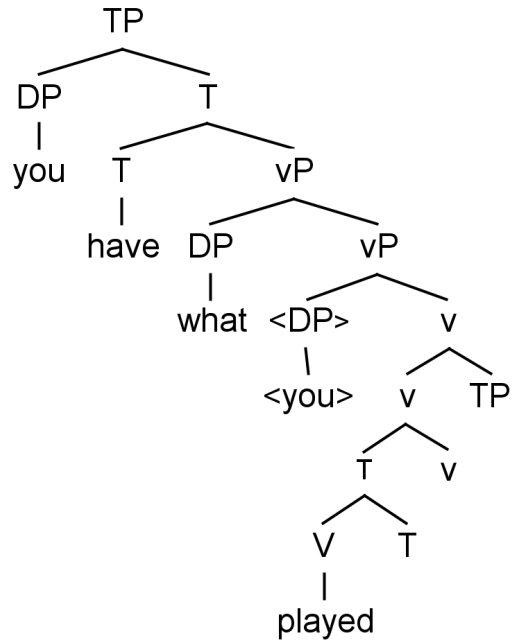 TP
DP T
you T vP
have DP vP
what <DP> v
<you> v TP
T v
V T
played